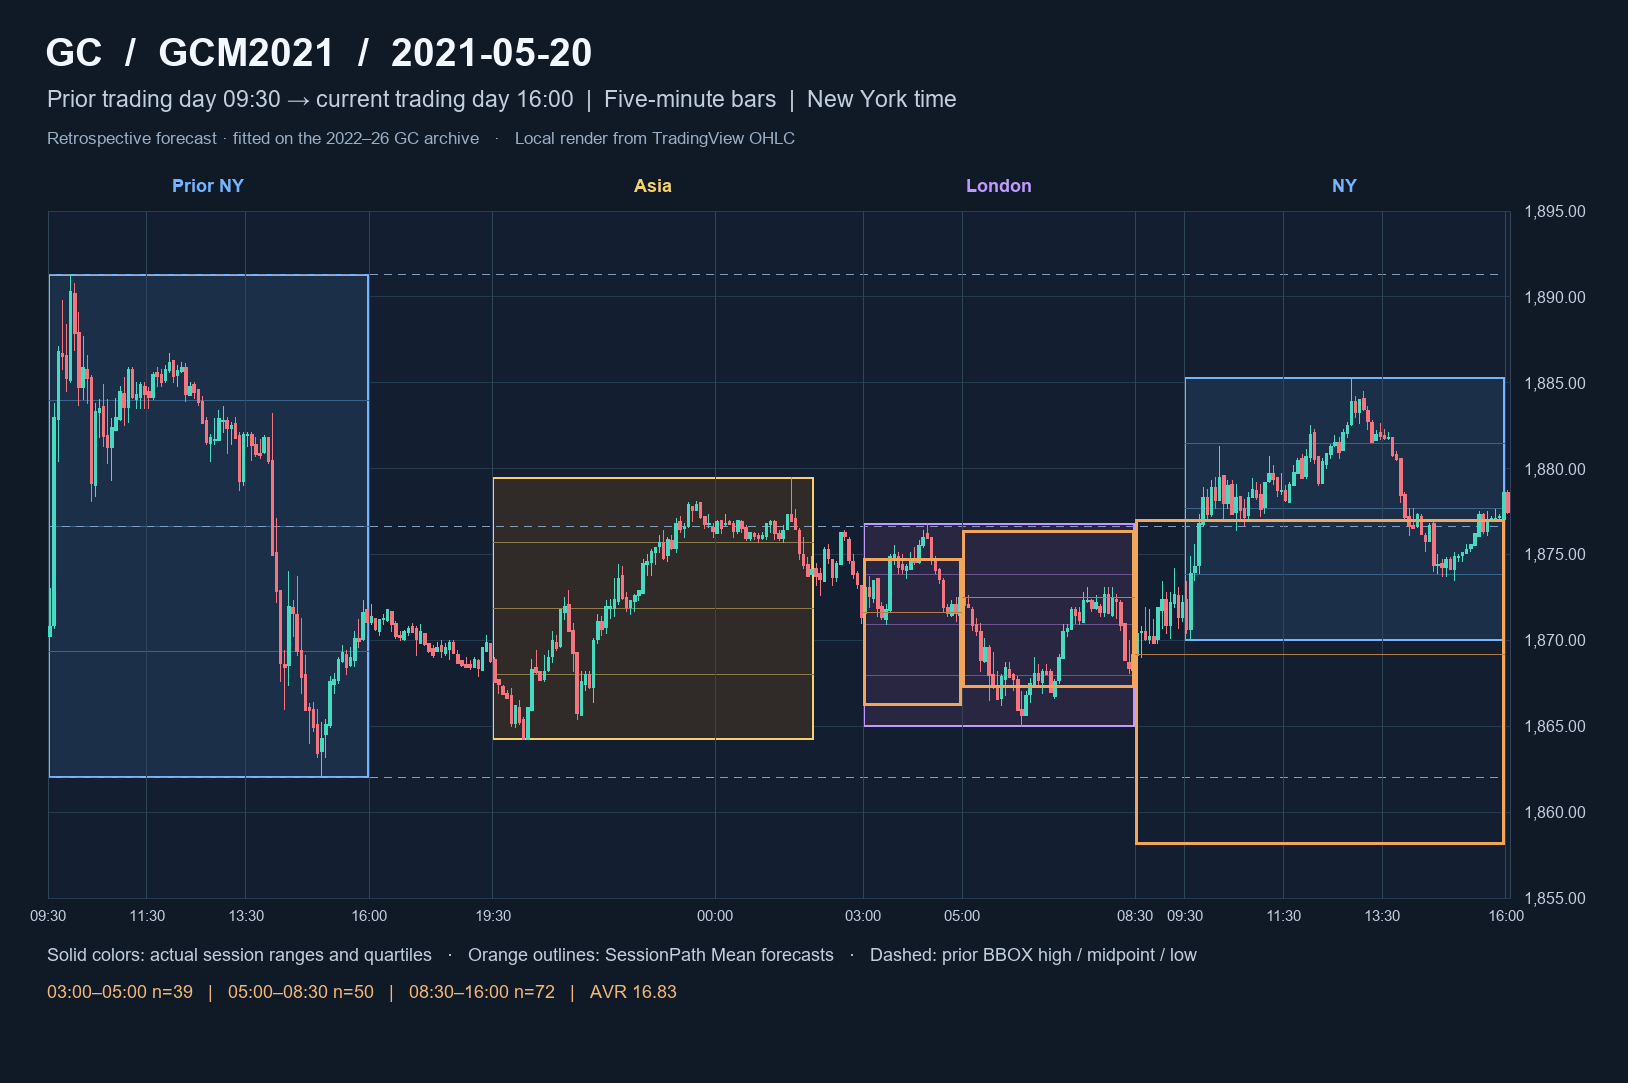 GC / GCM2021 / 2021-05-20
Prior trading day 09:30 → current trading day 16:00 | Five-minute bars | New York time
Retrospective forecast · fitted on the 2022–26 GC archive · Local render from TradingView OHLC
Prior NY Asia London NY
1,895.00
1,890.00
1,885.00
1,880.00
1,875.00
1,870.00
1,865.00
1,860.00
1,855.00
09:30 11:30 13:30 16:00 19:30 00:00 03:00 05:00 08:30 09:30 11:30 13:30 16:00
Solid colors: actual session ranges and quartiles · Orange outlines: SessionPath Mean forecasts · Dashed: prior BBOX high / midpoint / low
03:00–05:00 n=39 | 05:00–08:30 n=50 | 08:30–16:00 n=72 | AVR 16.83